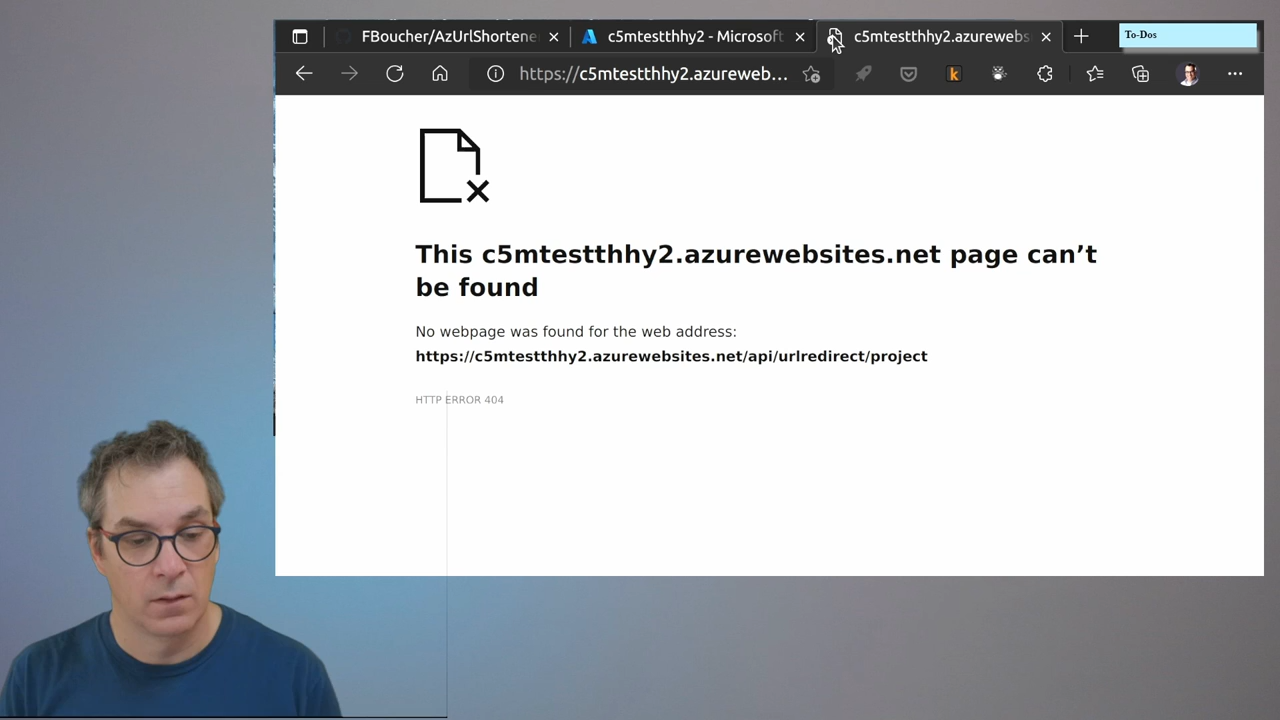 FBoucher/AzUrlShortene
c5mtestthhy2 - Microsoft
c5mtestthhy2.azurewebs
To-Dos
https://c5mtestthhy2.azureweb...
This c5mtestthhy2.azurewebsites.net page can’t
be found
No webpage was found for the web address:
https://c5mtestthhy2.azurewebsites.net/api/urlredirect/project
HTTP ERROR 404